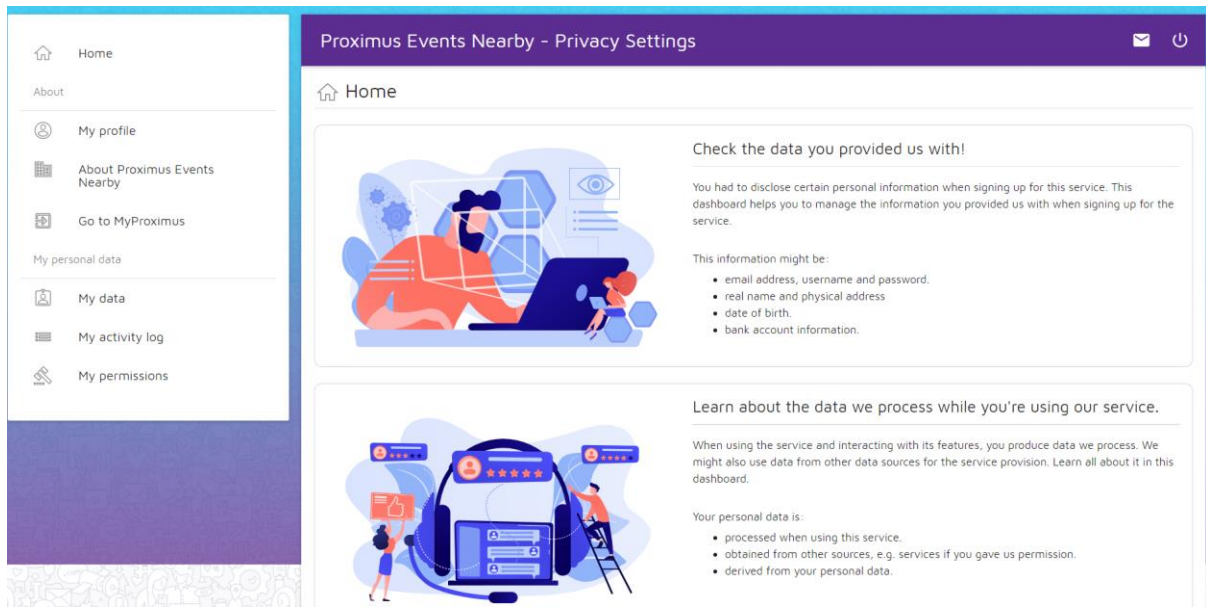 Home
About
My profile
About Proximus Events
Nearby
Go to MyProximus
My personal data
My data
My activity log
My permissions
Proximus Events Nearby - Privacy Settings
Home
Check the data you provided us with!
You had to disclose certain personal information when signing up for this service. This
dashboard helps you to manage the information you provided us with when signing up for the
service.
This information might be:
• email address, username and password.
• real name and physical address
• date of birth.
• bank account information.
Learn about the data we process while you're using our service.
When using the service and interacting with its features, you produce data we process. We
might also use data from other data sources for the service provision. Learn all about it in this
dashboard.
Your personal data is:
• processed when using this service.
• obtained from other sources, e.g. services if you gave us permission.
• derived from your personal data.